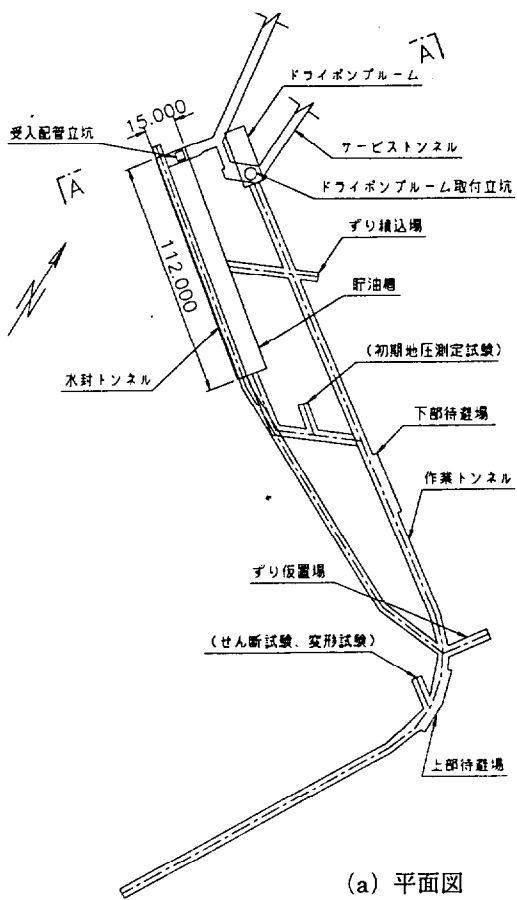 A
ドライポンプルーム
15.000
受入配管立坑
サービストンネル
A
ドライポンプルーム取付立坑
ずり積込場
112.000
貯油槽
(初期地圧測定試験)
水封トンネル
下部待避場
作業トンネル
ずり仮置場
(せん断試験、変形試験)
上部待避場
(a) 平面図